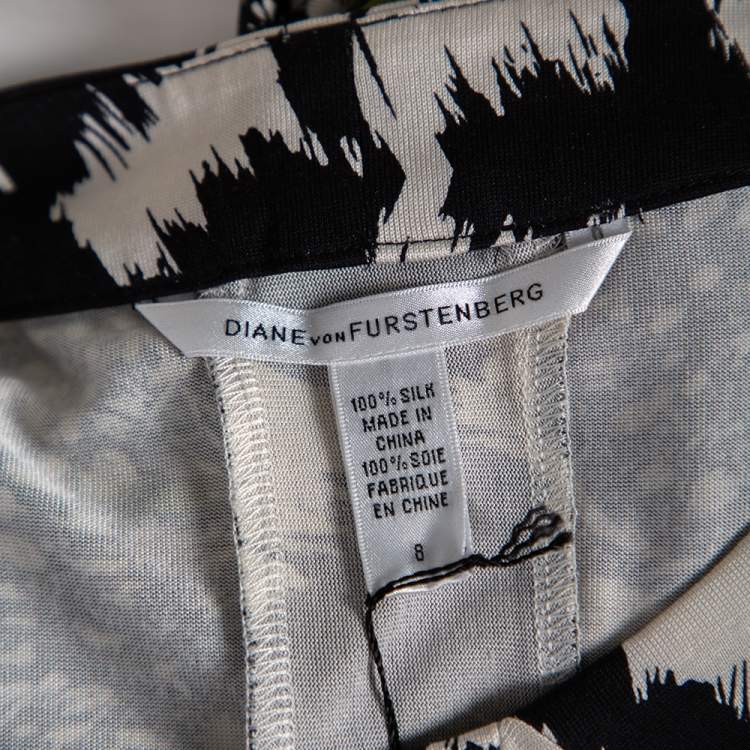 DIANE VON FURSTENBERG
100% SILK
MADE IN
CHINA
100% SOIE
FABRIQUE
EN CHINE
8